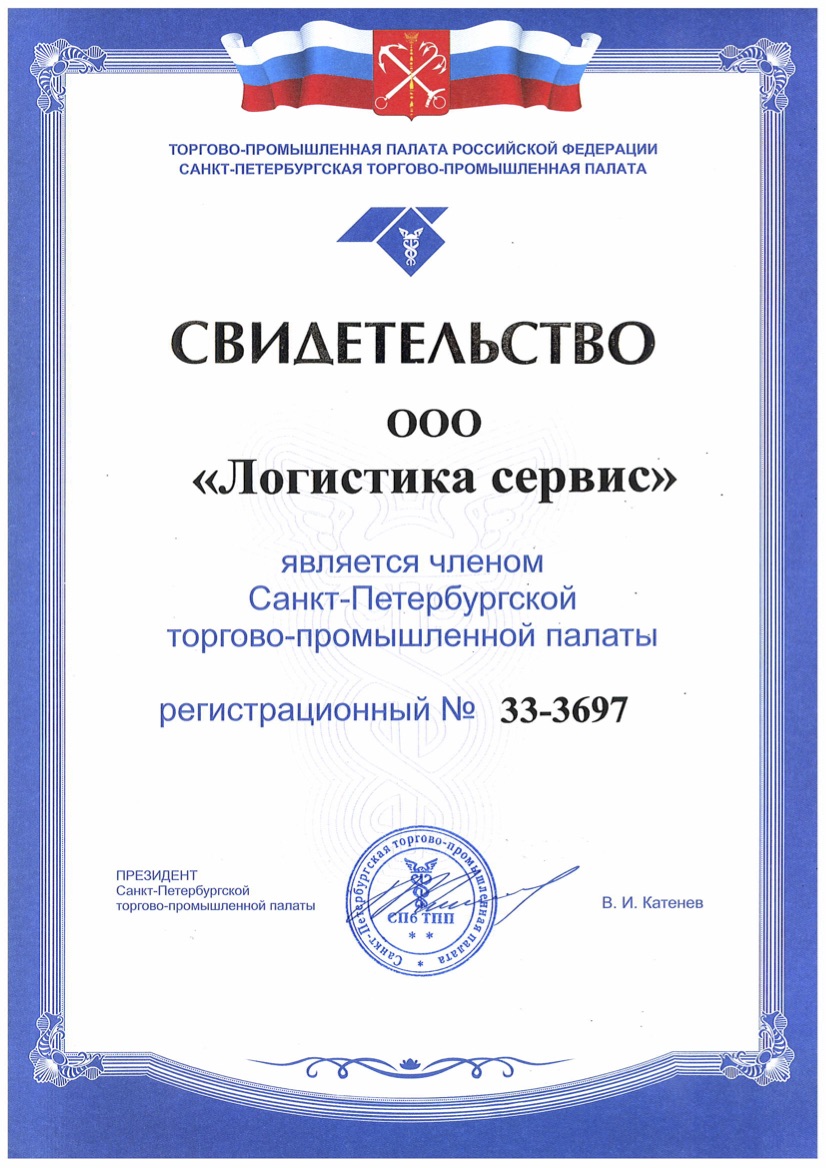 ТОРГОВО-ПРОМЫШЛЕННАЯ ПАЛАТА РОССИЙСКОЙ ФЕДЕРАЦИИ
САНКТ-ПЕТЕРБУРГСКАЯ ТОРГОВО-ПРОМЫШЛЕННАЯ ПАЛАТА
СВИДЕТЕЛЬСТВО
ООО
«Логистика сервис»
является членом
Санкт-Петербургской
торгово-промышленной палаты
регистрационный № 33-3697
ПРЕЗИДЕНТ
Санкт-Петербургской
торгово-промышленной палаты
Санкт-Петербургская торгово-промышленная палата
СПб ТПП
В. И. Катенев